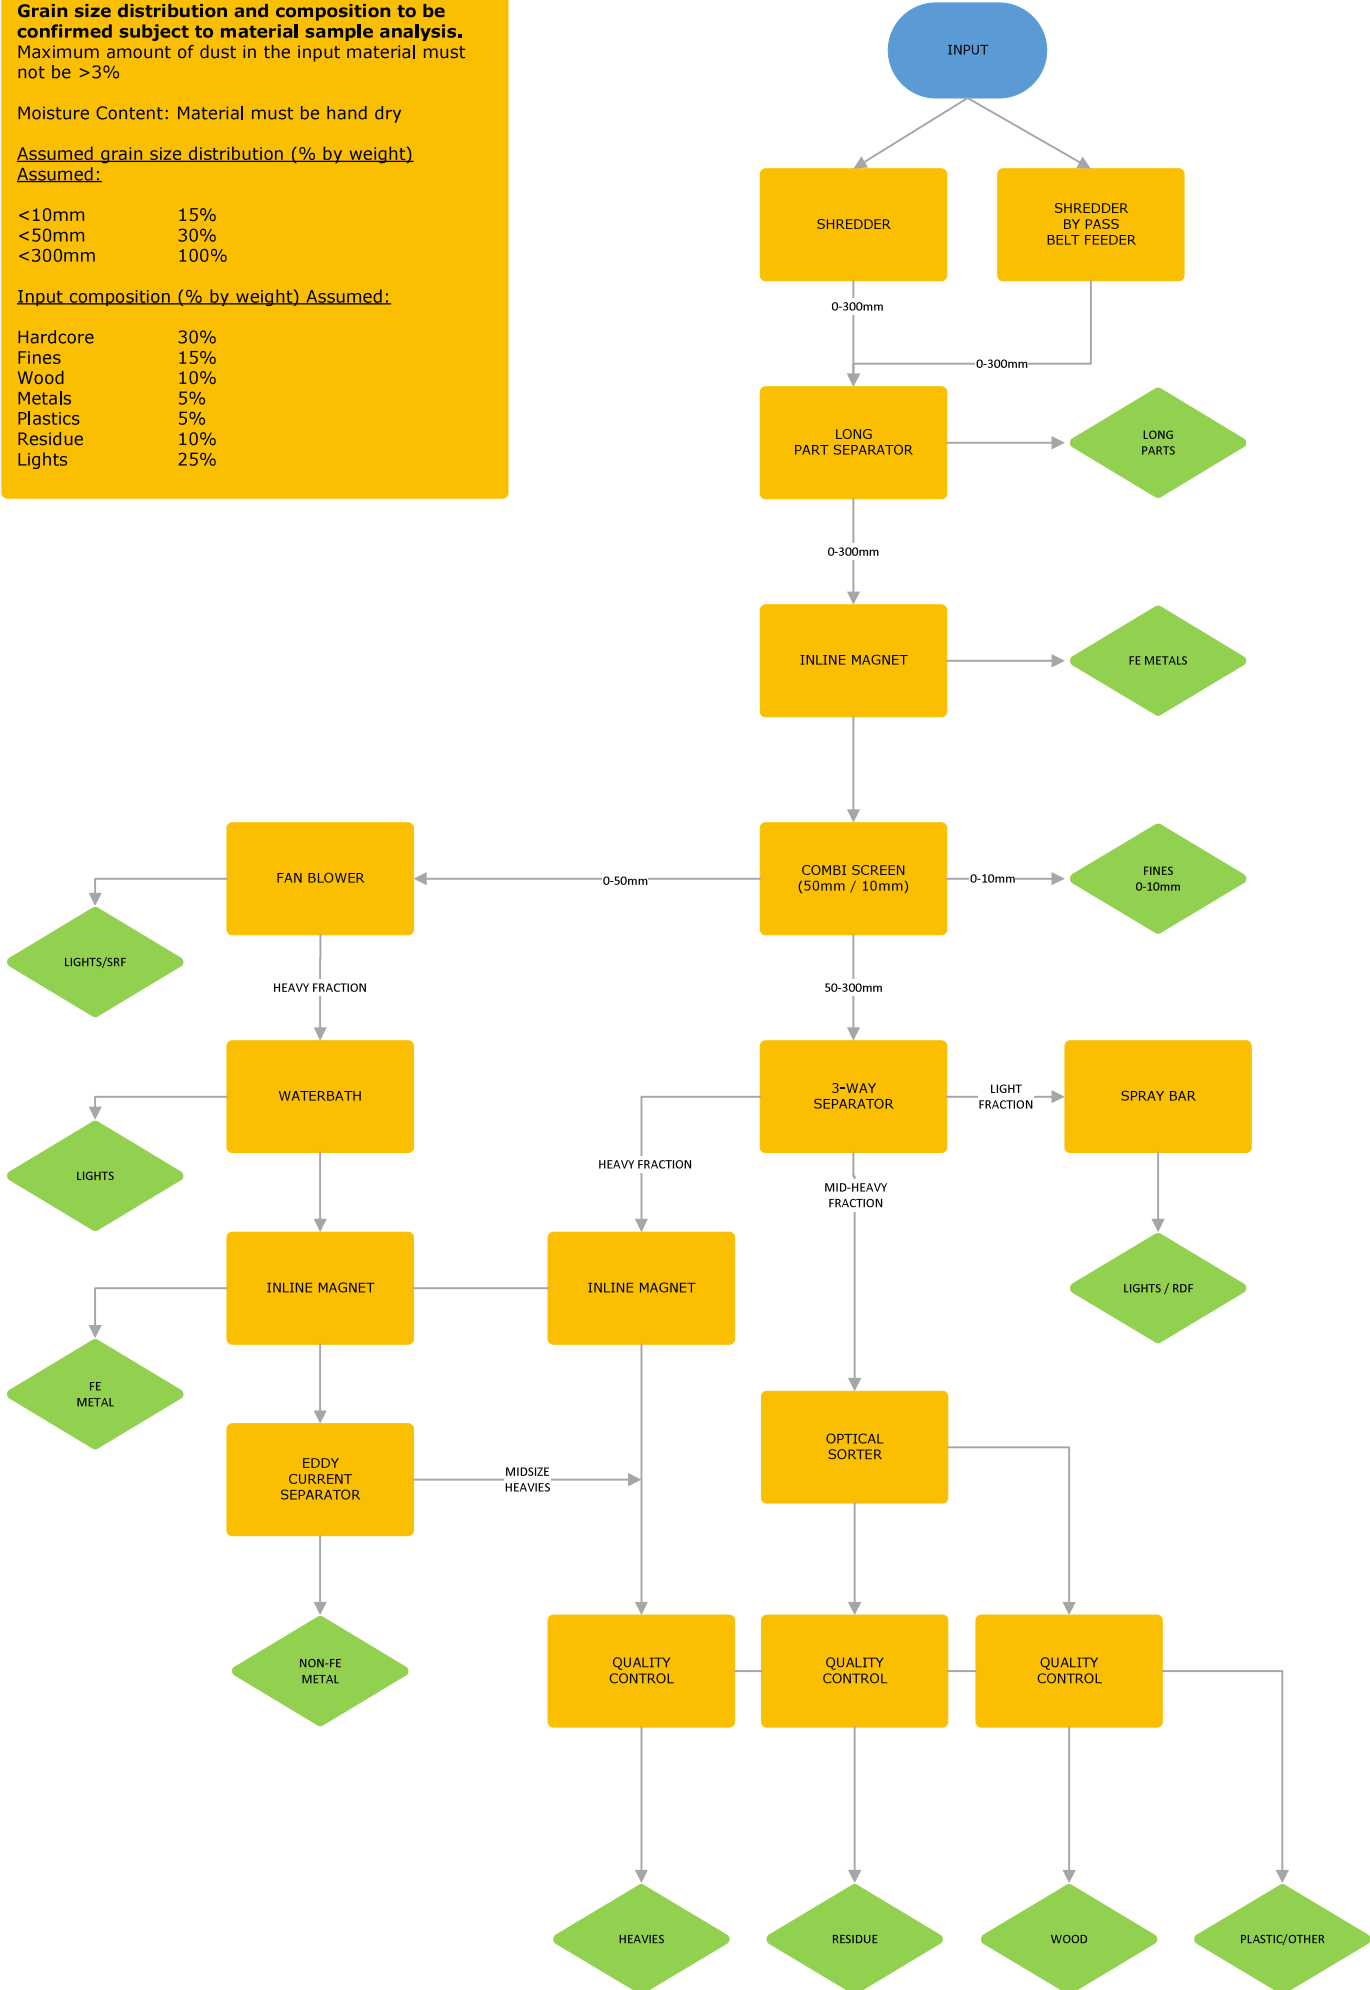 Grain size distribution and composition to be
confirmed subject to material sample analysis.
Maximum amount of dust in the input material must
not be >3%
Moisture Content: Material must be hand dry
Assumed grain size distribution (% by weight)
Assumed:
<10mm 15%
<50mm 30%
<300mm 100%
Input composition (% by weight) Assumed:
Hardcore 30%
Fines 15%
Wood 10%
Metals 5%
Plastics 5%
Residue 10%
Lights 25%
INPUT
SHREDDER
SHREDDER
BY PASS
BELT FEEDER
0-300mm
0-300mm
LONG
PART SEPARATOR
LONG
PARTS
0-300mm
INLINE MAGNET
FE METALS
FAN BLOWER
0-50mm
COMBI SCREEN
(50mm / 10mm)
0-10mm
FINES
0-10mm
LIGHTS/SRF
HEAVY FRACTION
50-300mm
WATERBATH
3-WAY
SEPARATOR
LIGHT
FRACTION
SPRAY BAR
LIGHTS
HEAVY FRACTION
MID-HEAVY
FRACTION
INLINE MAGNET
INLINE MAGNET
LIGHTS / RDF
FE
METAL
OPTICAL
SORTER
EDDY
CURRENT
SEPARATOR
MIDSIZE
HEAVIES
NON-FE
METAL
QUALITY
CONTROL
QUALITY
CONTROL
QUALITY
CONTROL
HEAVIES
RESIDUE
WOOD
PLASTIC/OTHER